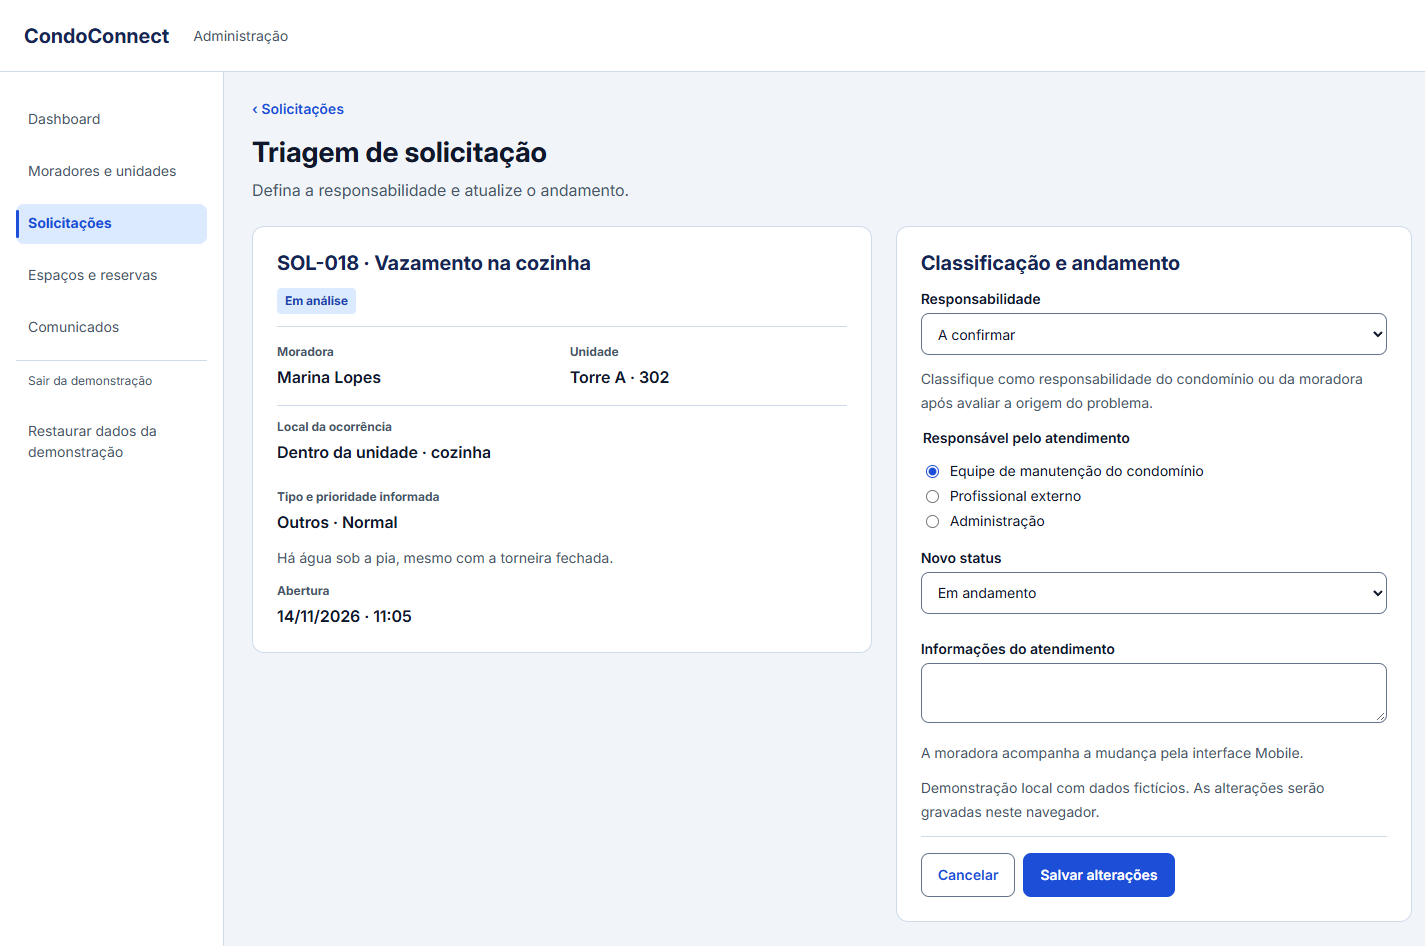 CondoConnect
Administração
Dashboard
Moradores e unidades
Solicitações
Espaços e reservas
Comunicados
Sair da demonstração
Restaurar dados da
demonstração
‹ Solicitações
Triagem de solicitação
Defina a responsabilidade e atualize o andamento.
SOL-018 · Vazamento na cozinha
Em análise
Moradora
Marina Lopes
Unidade
Torre A · 302
Local da ocorrência
Dentro da unidade · cozinha
Tipo e prioridade informada
Outros · Normal
Há água sob a pia, mesmo com a torneira fechada.
Abertura
14/11/2026 · 11:05
Classificação e andamento
Responsabilidade
A confirmar
Classifique como responsabilidade do condomínio ou da moradora
após avaliar a origem do problema.
Responsável pelo atendimento
Equipe de manutenção do condomínio
Profissional externo
Administração
Novo status
Em andamento
Informações do atendimento
A moradora acompanha a mudança pela interface Mobile.
Demonstração local com dados fictícios. As alterações serão
gravadas neste navegador.
Cancelar
Salvar alterações